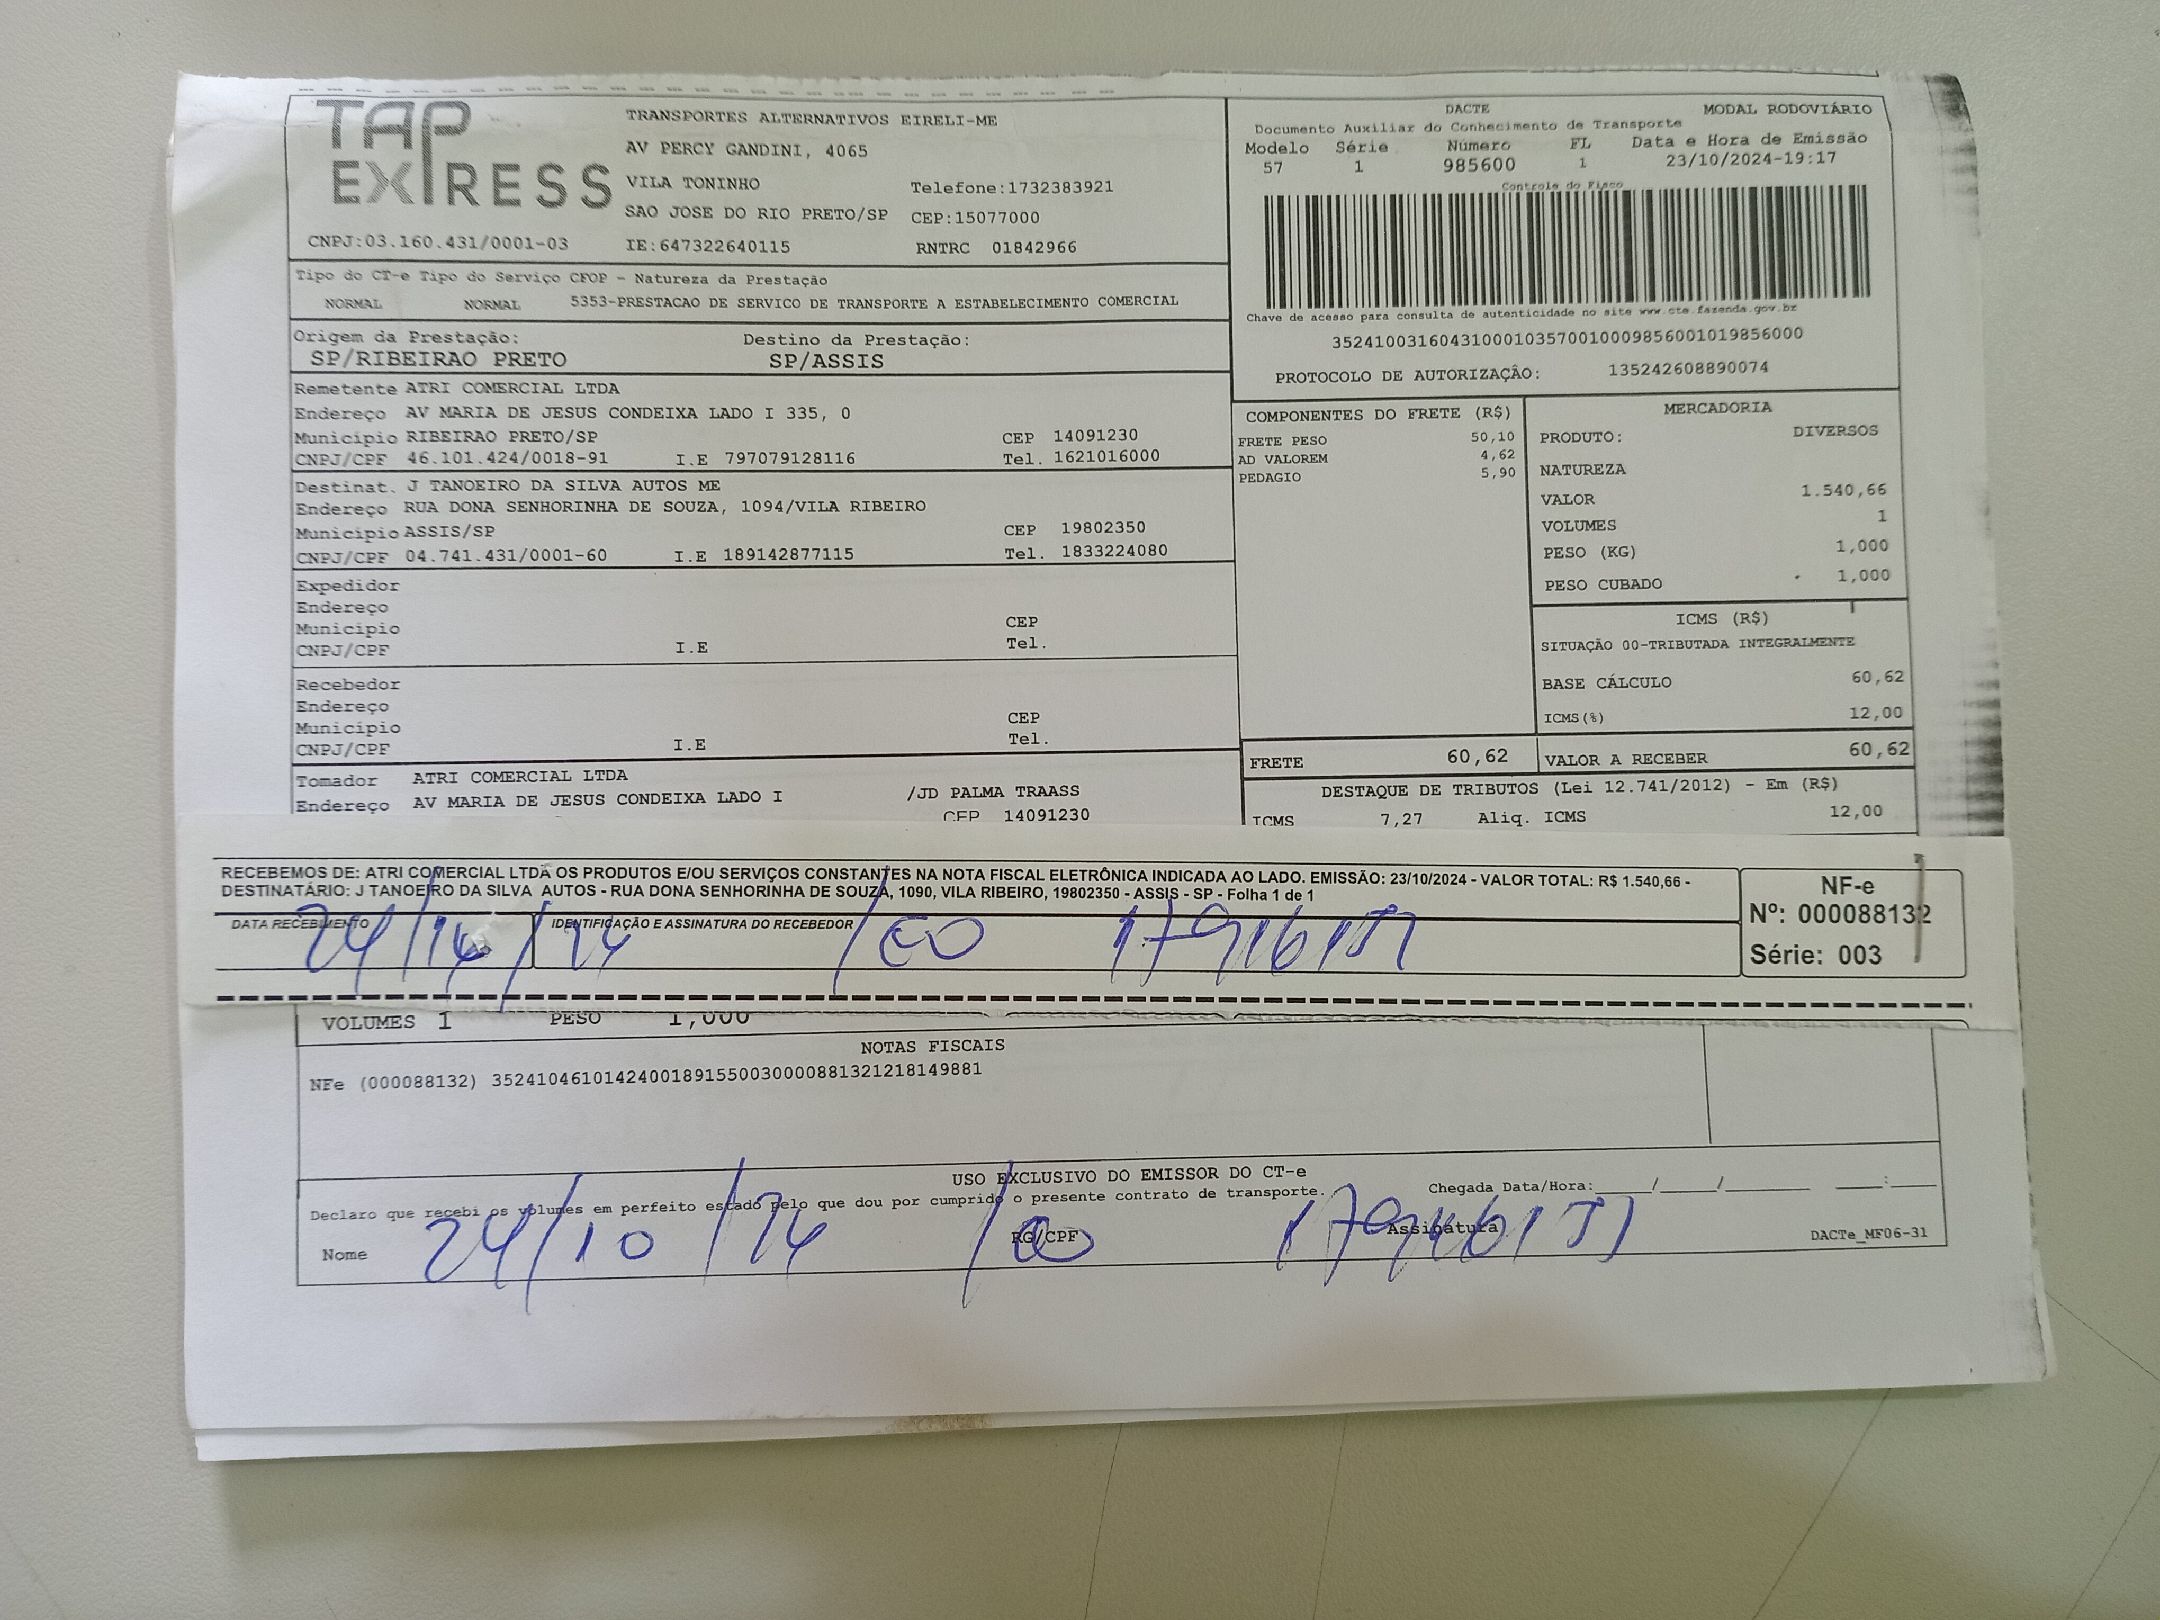 TAP
EXPRESS
CNPJ:03.160.431/0001-03
TRANSPORTES ALTERNATIVOS EIRELI-ME
AV PERCY GANDINI, 4065
VILA TONINHO Telefone:1732383921
SAO JOSE DO RIO PRETO/SP CEP:15077000
IE:647322640115 RNTRC 01842966
DACTE MODAL RODOVIÁRIO
Documento Auxiliar do Conhecimento de Transporte
Modelo Série Número FL Data e Hora de Emissão
57 1 985600 1 23/10/2024-19:17
Controle do Fisco
Chave de acesso para consulta de autenticidade no site www.cte.fazenda.gov.br
35241003160431000103570010009856001019856000
PROTOCOLO DE AUTORIZAÇÂO: 135242608890074
Tipo do CT-e Tipo do Serviço CFOP - Natureza da Prestação
NORMAL NORMAL 5353-PRESTACAO DE SERVICO DE TRANSPORTE A ESTABELECIMENTO COMERCIAL
Origem da Prestação: Destino da Prestação:
SP/RIBEIRAO PRETO SP/ASSIS
Remetente ATRI COMERCIAL LTDA
Endereço AV MARIA DE JESUS CONDEIXA LADO I 335, 0
Município RIBEIRAO PRETO/SP CEP 14091230
CNPJ/CPF 46.101.424/0018-91 I.E 797079128116 Tel. 1621016000
Destinat. J TANOEIRO DA SILVA AUTOS ME
Endereço RUA DONA SENHORINHA DE SOUZA, 1094/VILA RIBEIRO
Município ASSIS/SP CEP 19802350
CNPJ/CPF 04.741.431/0001-60 I.E 189142877115 Tel. 1833224080
Expedidor
Endereço
Município CEP
CNPJ/CPF I.E Tel.
Recebedor
Endereço
Município CEP
CNPJ/CPF I.E Tel.
Tomador ATRI COMERCIAL LTDA
Endereço AV MARIA DE JESUS CONDEIXA LADO I /JD PALMA TRAASS
CEP 14091230
COMPONENTES DO FRETE (R$)
FRETE PESO 50,10
AD VALOREM 4,62
PEDAGIO 5,90
MERCADORIA
PRODUTO: DIVERSOS
NATUREZA
VALOR 1.540,66
VOLUMES 1
PESO (KG) 1,000
PESO CUBADO 1,000
ICMS (R$)
SITUAÇÃO 00-TRIBUTADA INTEGRALMENTE
BASE CÁLCULO 60,62
ICMS(%) 12,00
FRETE 60,62 VALOR A RECEBER 60,62
DESTAQUE DE TRIBUTOS (Lei 12.741/2012) - Em (R$)
ICMS 7,27 Aliq. ICMS 12,00
RECEBEMOS DE: ATRI COMERCIAL LTDA OS PRODUTOS E/OU SERVIÇOS CONSTANTES NA NOTA FISCAL ELETRÔNICA INDICADA AO LADO. EMISSÃO: 23/10/2024 - VALOR TOTAL: R$ 1.540,66 -
DESTINATÁRIO: J TANOEIRO DA SILVA AUTOS - RUA DONA SENHORINHA DE SOUZA, 1090, VILA RIBEIRO, 19802350 - ASSIS - SP - Folha 1 de 1
DATA RECEBIMENTO IDENTIFICAÇÃO E ASSINATURA DO RECEBEDOR
NF-e
Nº: 000088132
Série: 003
VOLUMES 1 PESO 1,000
NOTAS FISCAIS
NFe (000088132) 35241046101424001891550030000881321218149881
USO EXCLUSIVO DO EMISSOR DO CT-e
Declaro que recebi os volumes em perfeito estado pelo que dou por cumprido o presente contrato de transporte. Chegada Data/Hora:____/____/______ ____:____
Nome 24/10/24 RG/CPF Assinatura DACTe_MF06-31